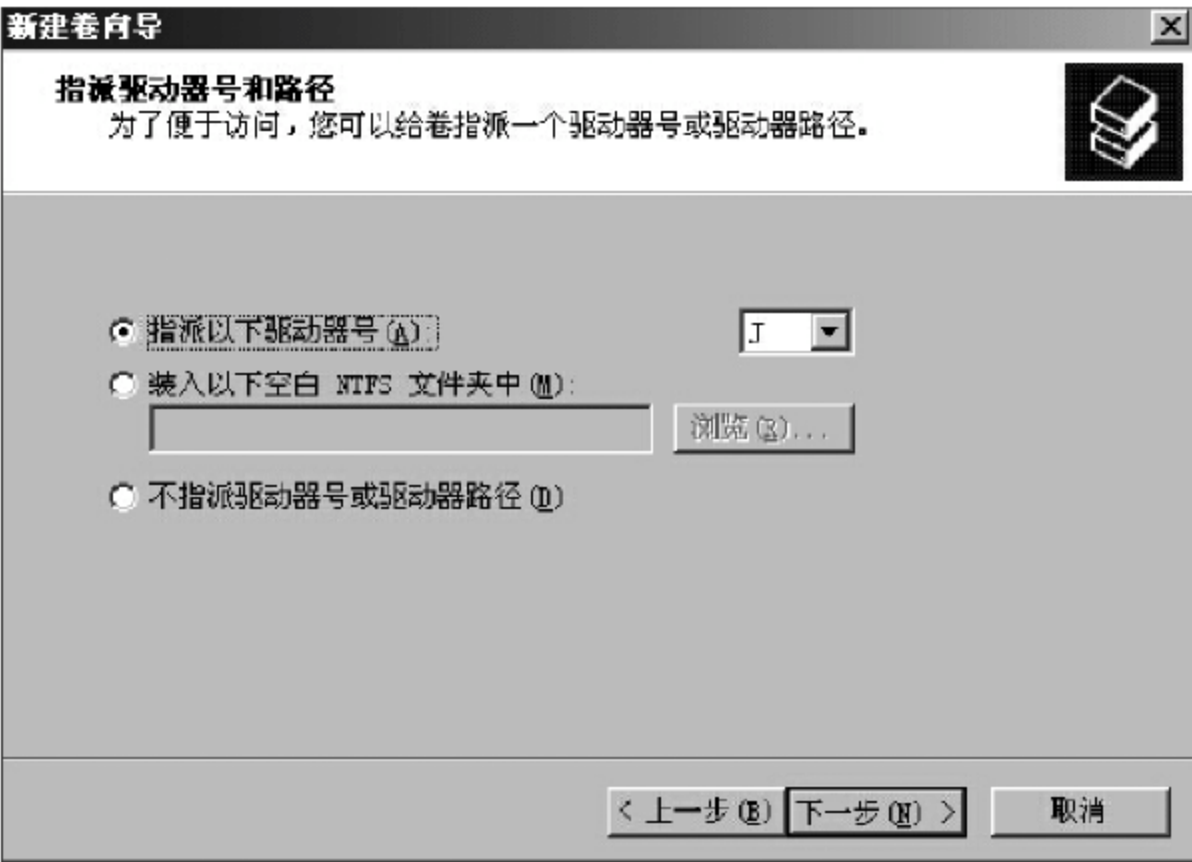 新建卷向导
指派驱动器号和路径
为了便于访问，您可以给卷指派一个驱动器号或驱动器路径。
指派以下驱动器号(A): J
装入以下空白 NTFS 文件夹中(M):
浏览(R)...
不指派驱动器号或驱动器路径(D)
< 上一步(B) 下一步(N) > 取消